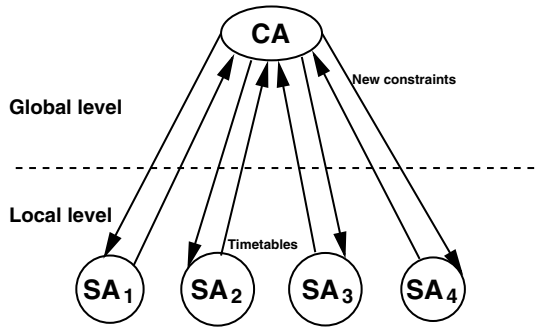 CA
New constraints
Global level
Local level
Timetables
SA1 SA2 SA3 SA4